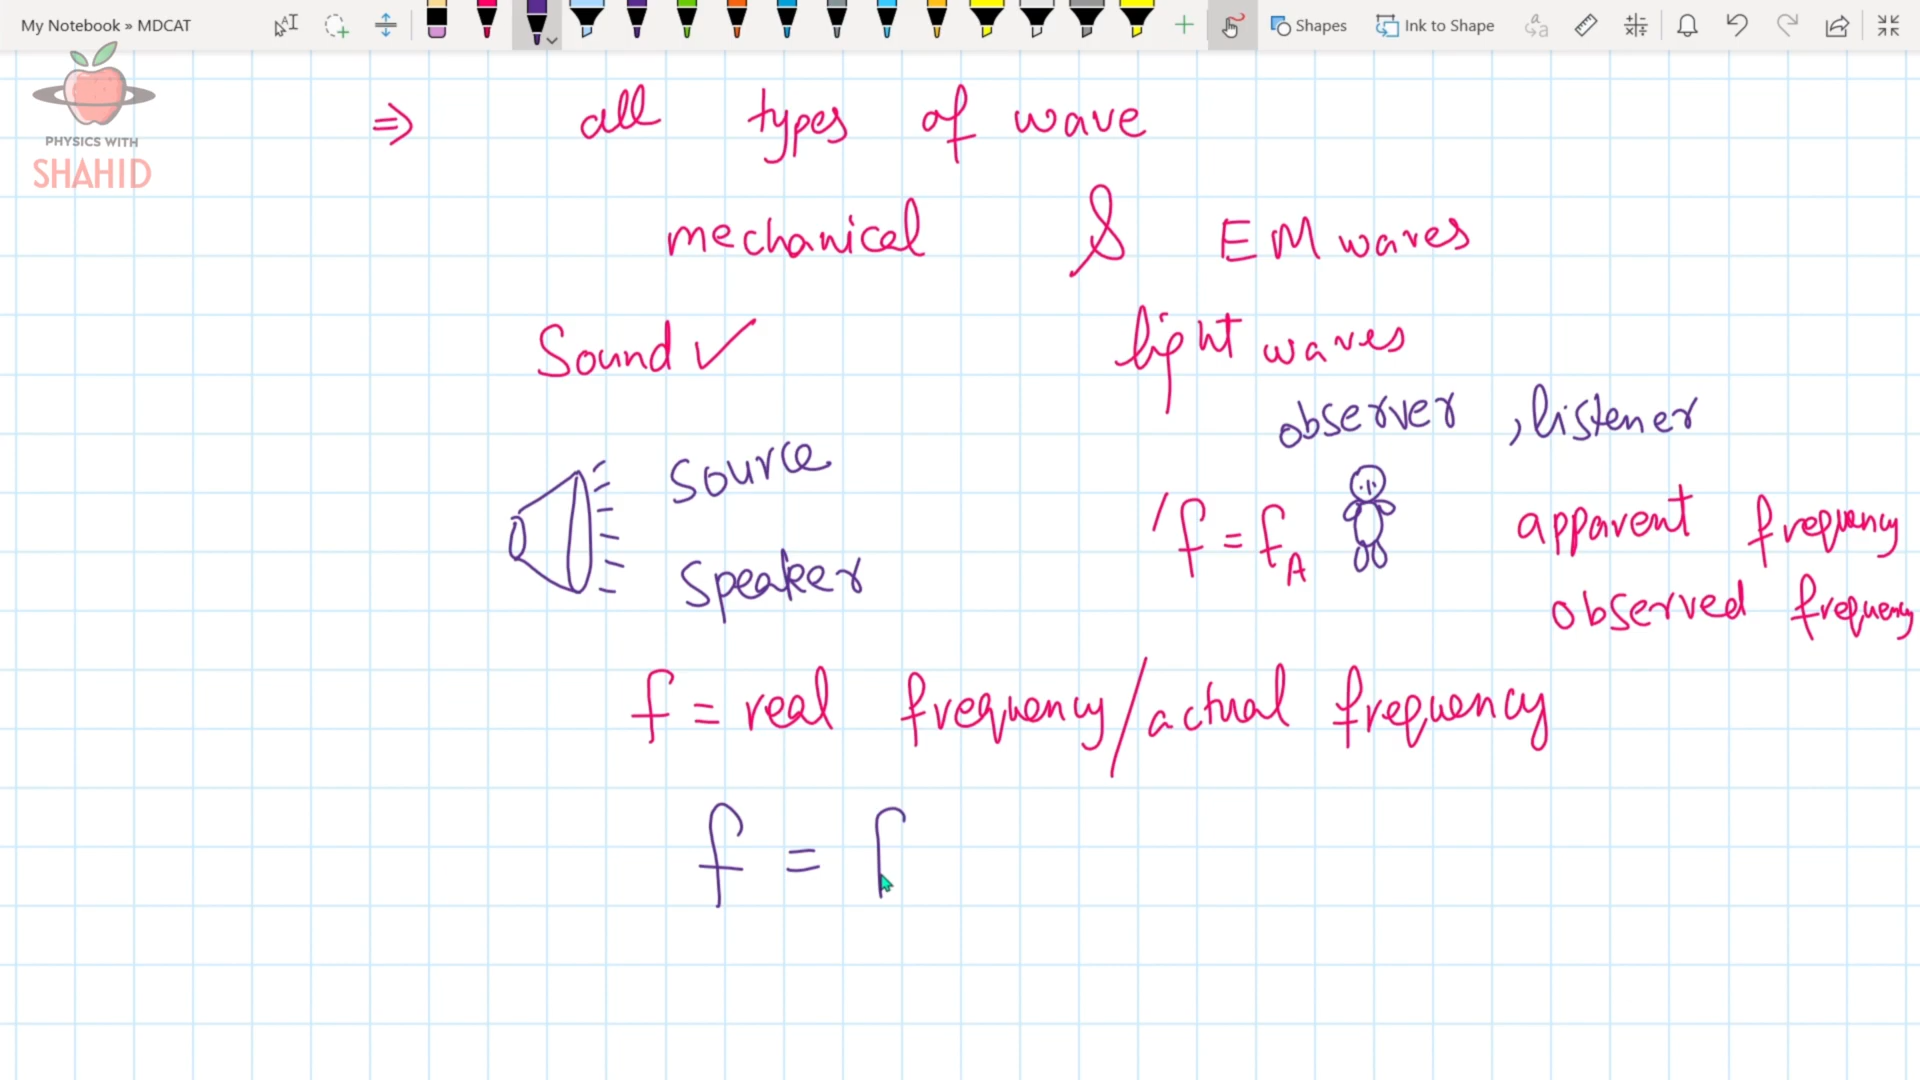 My Notebook » MDCAT
Shapes
Ink to Shape
PHYSICS WITH
SHAHID
⇒ all types of wave
mechanical & EM waves
Sound ✓ light waves
observer , listener
Source
'f = fA apparent frequency
Speaker observed frequency
f = real frequency/actual frequency
f = f